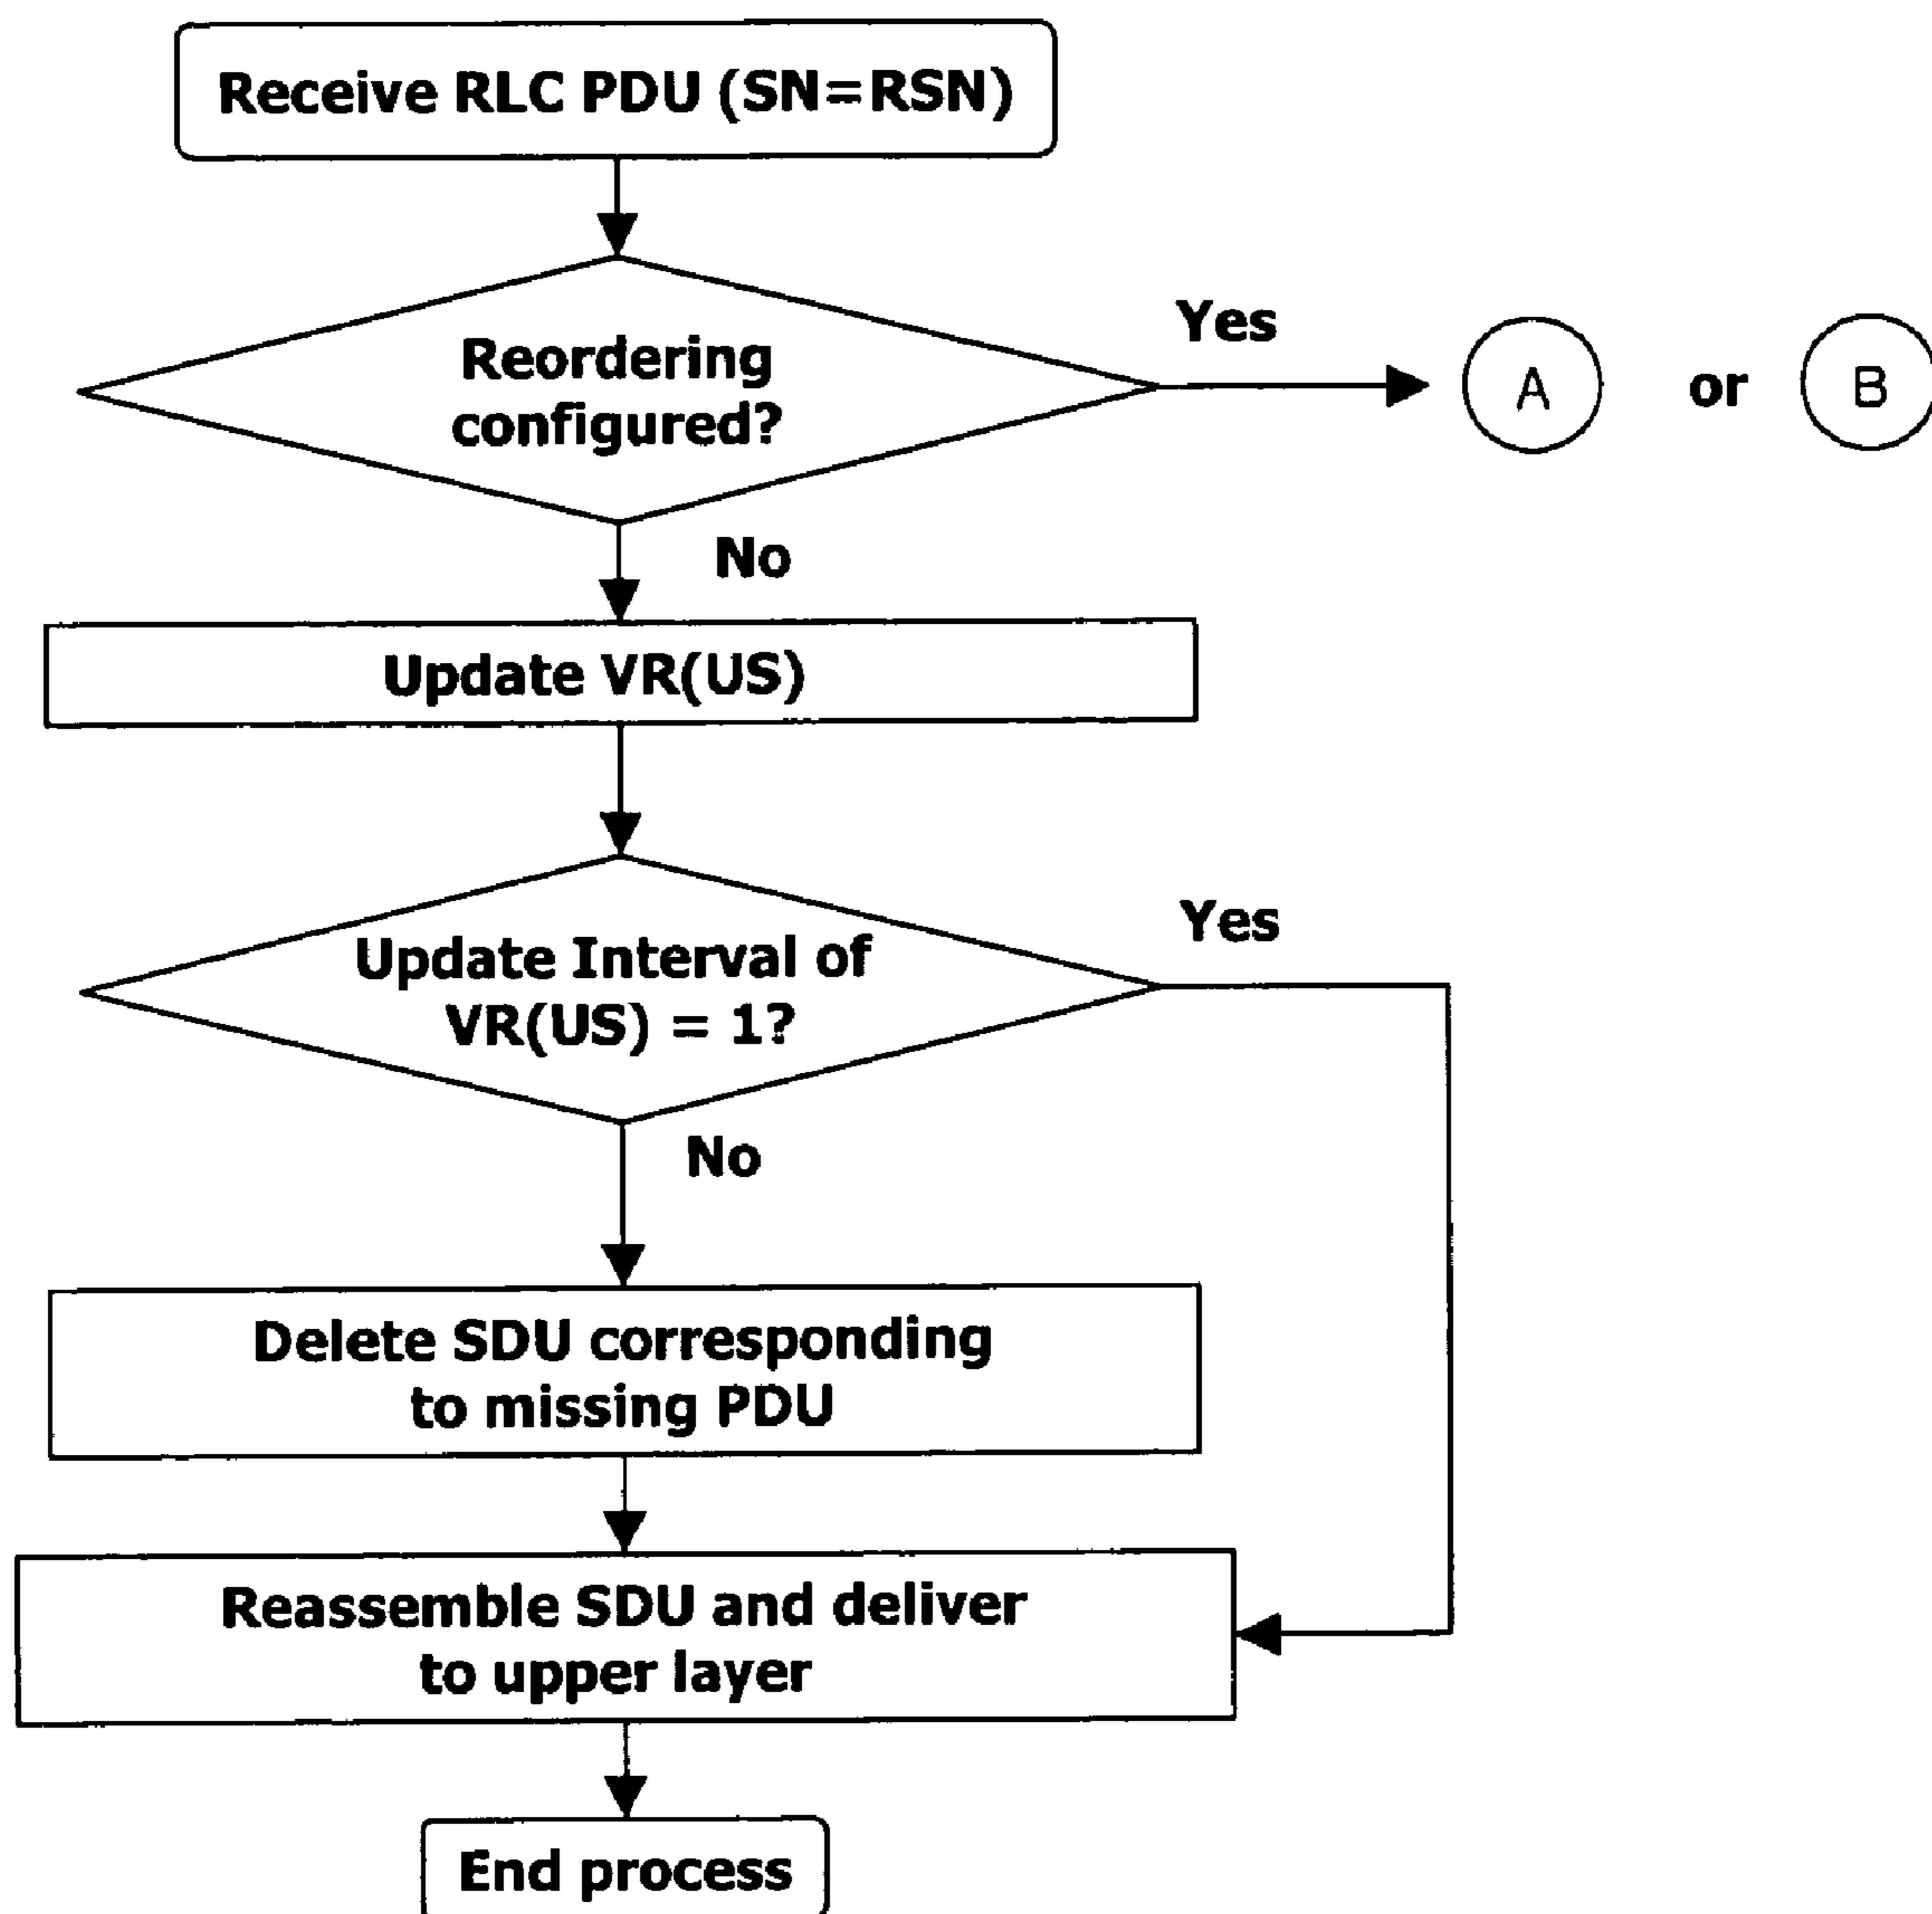 Receive RLC PDU (SN=RSN)
Yes
Reordering
configured?
A or B
No
Update VR(US)
Yes
Update Interval of
VR(US) = 1?
No
Delete SDU corresponding
to missing PDU
Reassemble SDU and deliver
to upper layer
End process